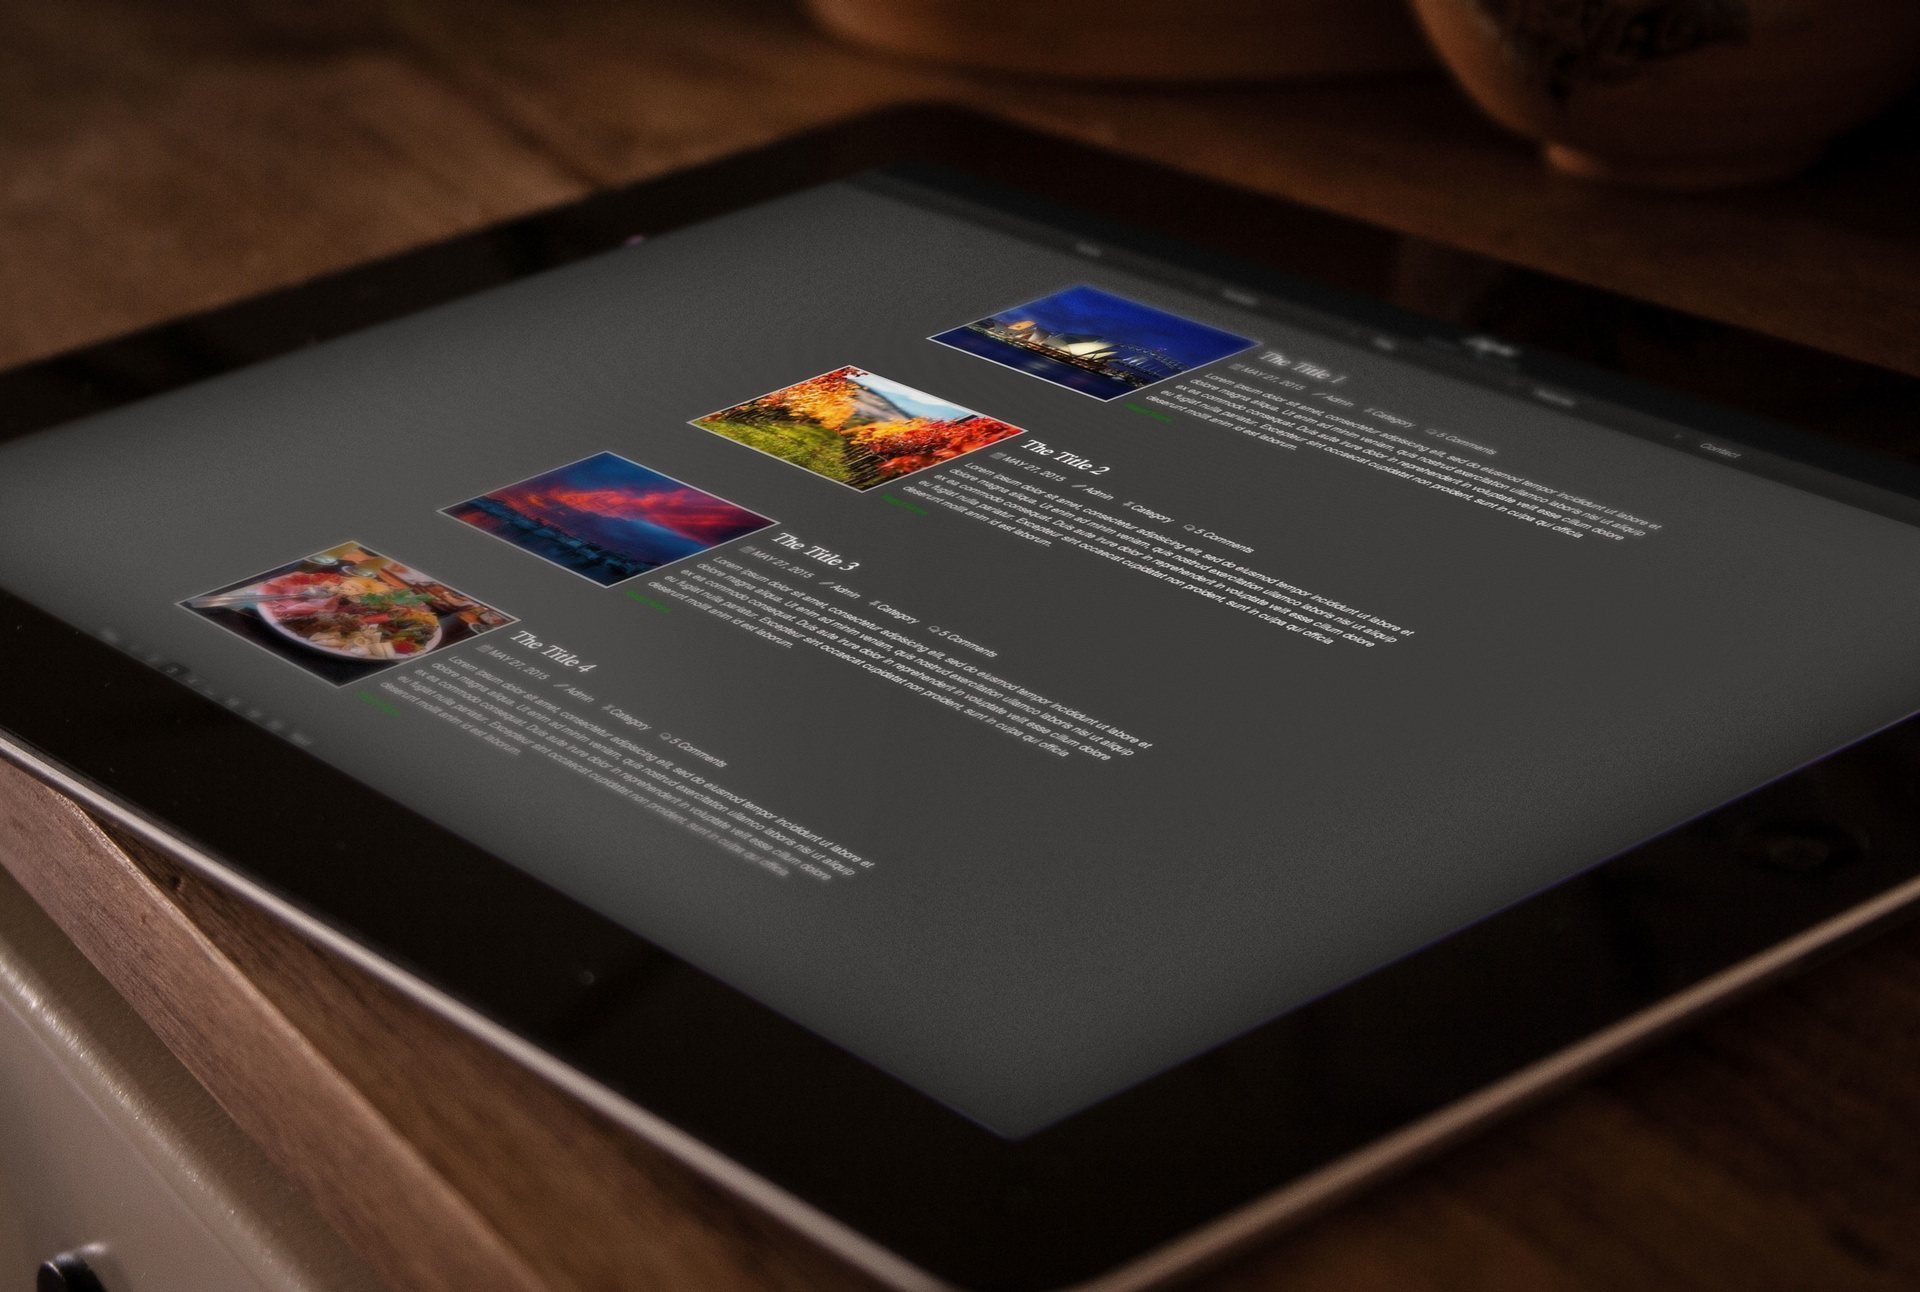 Contact
The Title 1
MAY 27, 2015 Admin Category 5 Comments
Lorem ipsum dolor sit amet, consectetur adipisicing elit, sed do eiusmod tempor incididunt ut labore et
dolore magna aliqua. Ut enim ad minim veniam, quis nostrud exercitation ullamco laboris nisi ut aliquip
ex ea commodo consequat. Duis aute irure dolor in reprehenderit in voluptate velit esse cillum dolore
eu fugiat nulla pariatur. Excepteur sint occaecat cupidatat non proident, sunt in culpa qui officia
deserunt mollit anim id est laborum.
The Title 2
MAY 27, 2015 Admin Category 5 Comments
Lorem ipsum dolor sit amet, consectetur adipisicing elit, sed do eiusmod tempor incididunt ut labore et
dolore magna aliqua. Ut enim ad minim veniam, quis nostrud exercitation ullamco laboris nisi ut aliquip
ex ea commodo consequat. Duis aute irure dolor in reprehenderit in voluptate velit esse cillum dolore
eu fugiat nulla pariatur. Excepteur sint occaecat cupidatat non proident, sunt in culpa qui officia
deserunt mollit anim id est laborum.
The Title 3
MAY 27, 2015 Admin Category 5 Comments
Lorem ipsum dolor sit amet, consectetur adipisicing elit, sed do eiusmod tempor incididunt ut labore et
dolore magna aliqua. Ut enim ad minim veniam, quis nostrud exercitation ullamco laboris nisi ut aliquip
ex ea commodo consequat. Duis aute irure dolor in reprehenderit in voluptate velit esse cillum dolore
eu fugiat nulla pariatur. Excepteur sint occaecat cupidatat non proident, sunt in culpa qui officia
deserunt mollit anim id est laborum.
The Title 4
MAY 27, 2015 Admin Category 5 Comments
Lorem ipsum dolor sit amet, consectetur adipisicing elit, sed do eiusmod tempor incididunt ut labore et
dolore magna aliqua. Ut enim ad minim veniam, quis nostrud exercitation ullamco laboris nisi ut aliquip
ex ea commodo consequat. Duis aute irure dolor in reprehenderit in voluptate velit esse cillum dolore
eu fugiat nulla pariatur. Excepteur sint occaecat cupidatat non proident, sunt in culpa qui officia
deserunt mollit anim id est laborum.